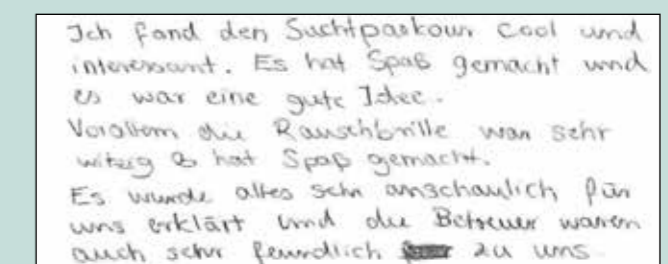 Ich fand den Suchtparkour cool und
interessant. Es hat Spaß gemacht und
es war eine gute Idee.
Vorallem die Rauschbrille war sehr
witzig & hat Spaß gemacht.
Es wurde alles sehr anschaulich für
uns erklärt und die Betreuer waren
auch sehr feundlich zu uns.